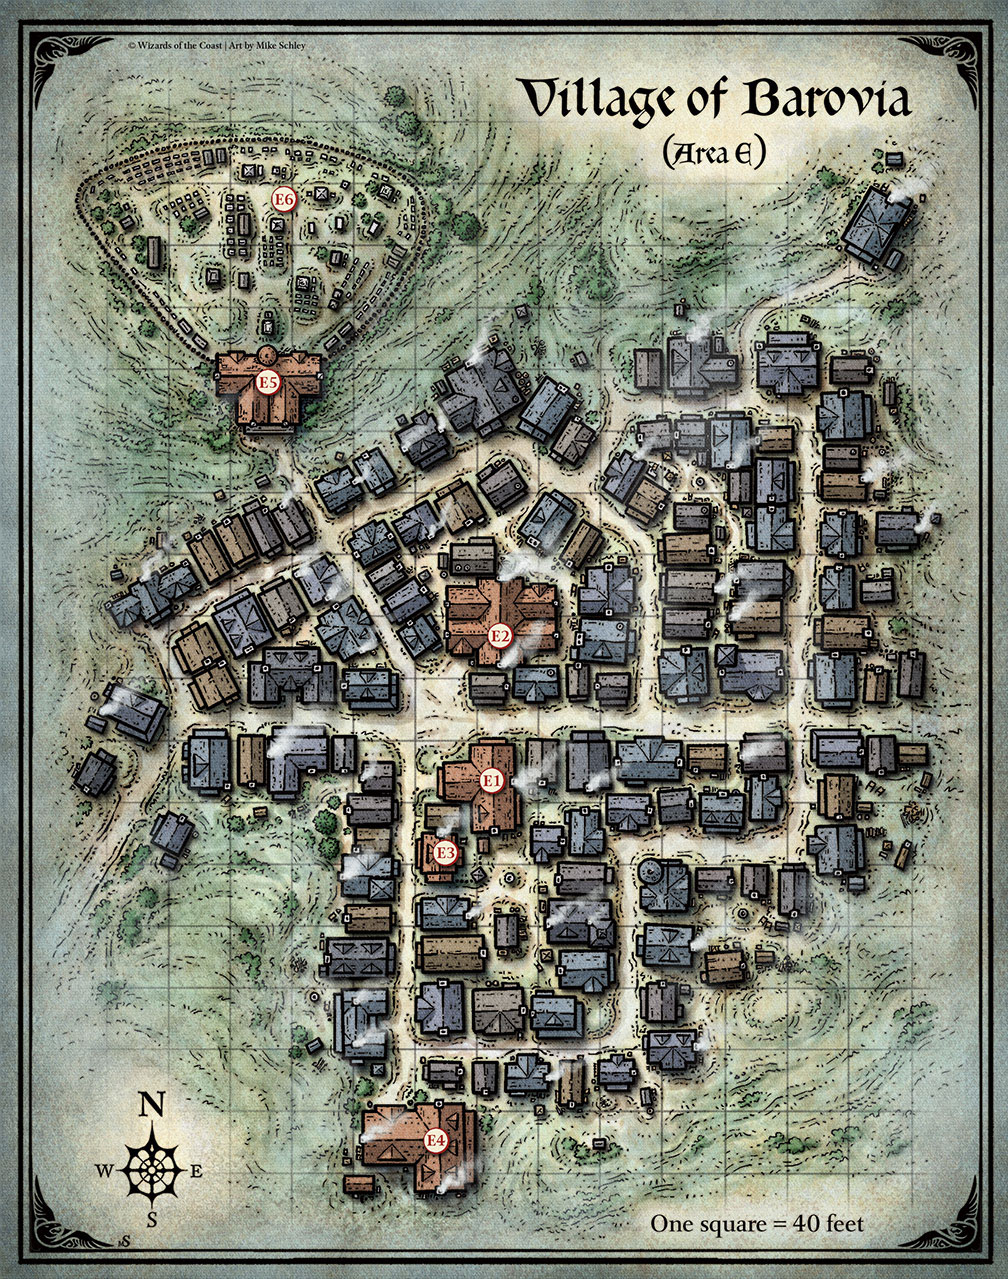 © Wizards of the Coast | Art by Mike Schley
Village of Barovia
(Area E)
E6
E5
E2
E1
E3
E4
N
W
E
S
One square = 40 feet